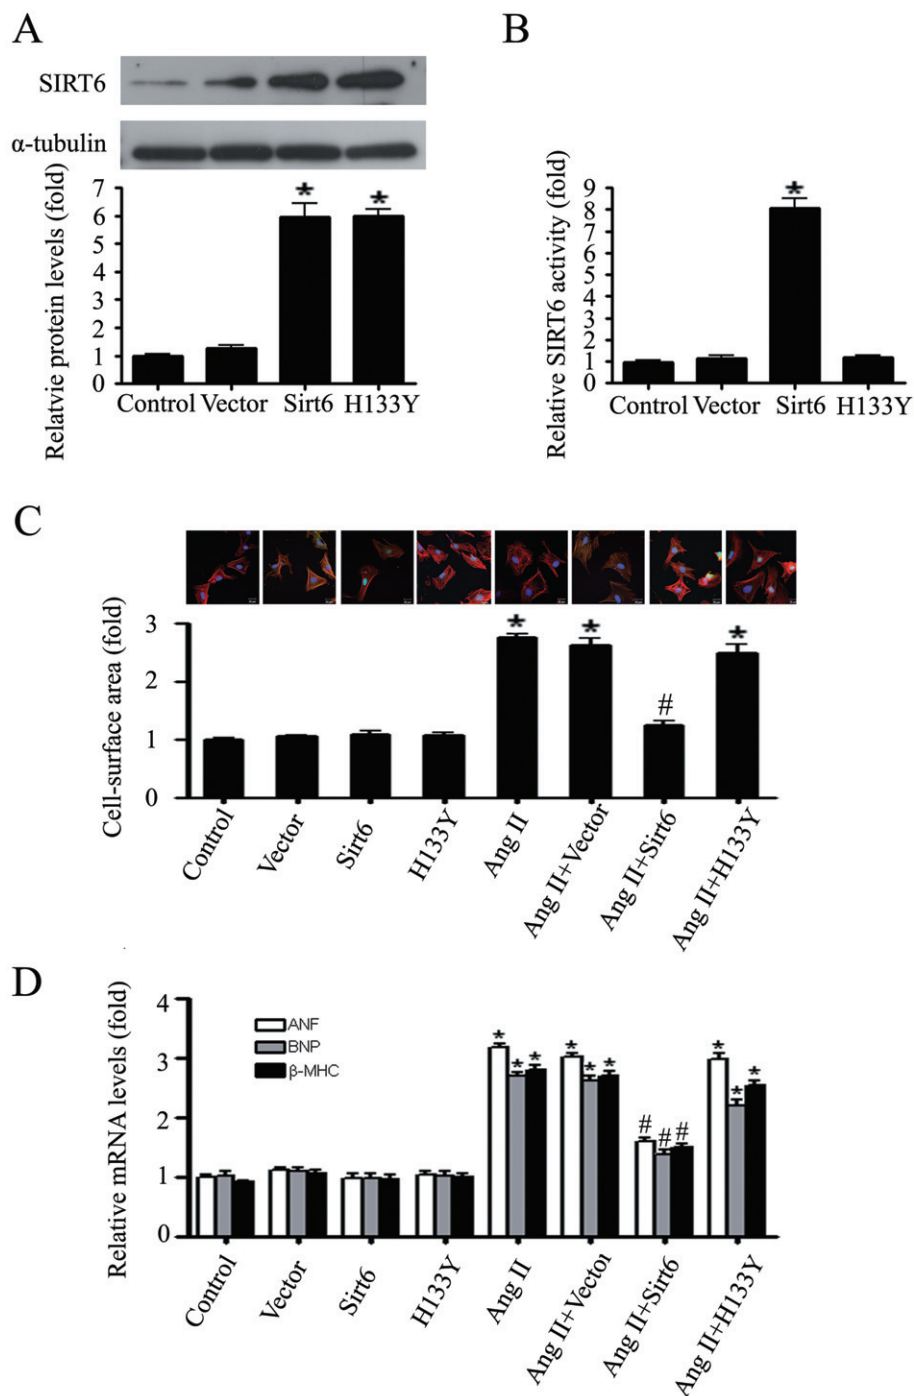 A
SIRT6
α-tubulin
Relatvie protein levels (fold)
7
6
5
4
3
2
1
0
* *
Control Vector Sirt6 H133Y
B
Relative SIRT6 activity (fold)
9
8
7
6
5
4
3
2
1
0
*
Control Vector Sirt6 H133Y
C
Cell-surface area (fold)
3
2
1
0
* * # *
Control
Vector
Sirt6
H133Y
Ang II
Ang II+Vector
Ang II+Sirt6
Ang II+H133Y
D
Relative mRNA levels (fold)
4
3
2
1
0
ANF
BNP
β-MHC
* * * * * * # # # * * *
Control
Vector
Sirt6
H133Y
Ang II
Ang II+Vector
Ang II+Sirt6
Ang II+H133Y